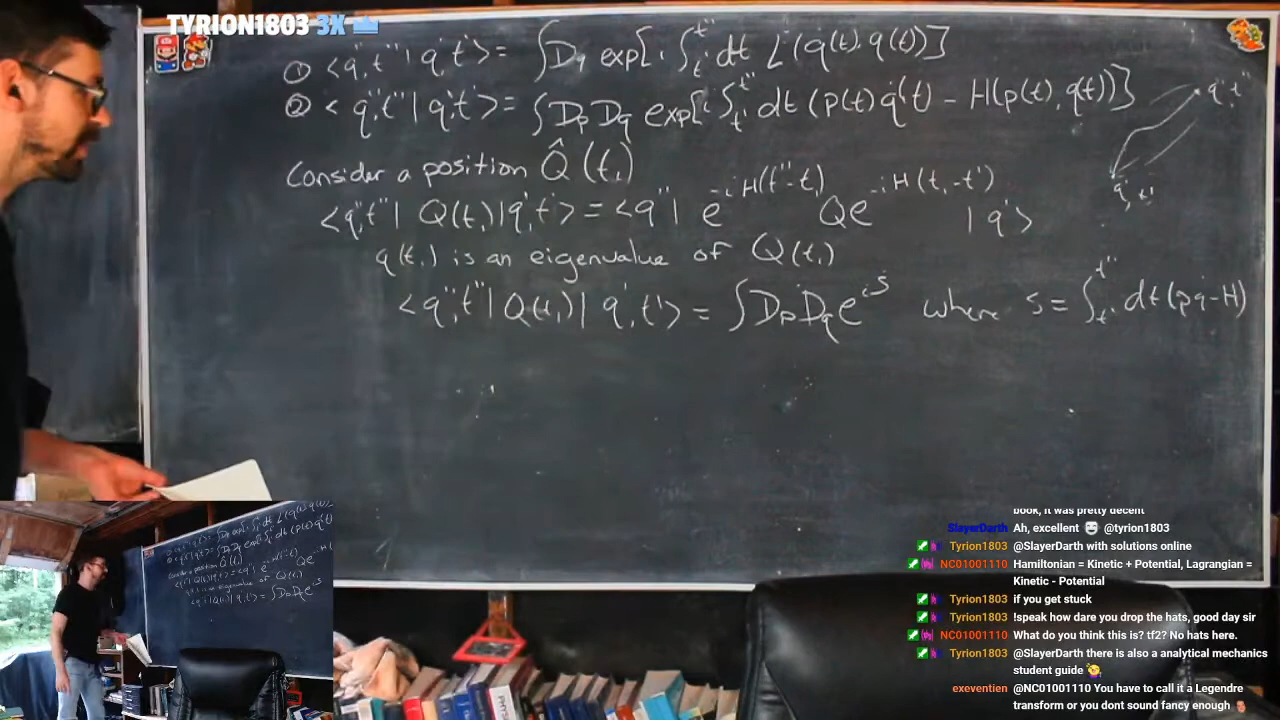 TYRION1803 3X
① <q'',t''|q',t'> = ∫Dq exp[i∫_{t'}^{t''} dt L(q̇(t), q(t))]
② <q'',t''|q',t'> = ∫DpDq exp[i∫_{t'}^{t''} dt (p(t)q̇(t) - H(p(t), q(t)))]
q'',t''
Consider a position Q̂(t₁)
q',t'
<q'',t''|Q(t₁)|q',t'> = <q''| e^{-iH(t''-t₁)} Q e^{-iH(t₁-t')} |q'>
q(t₁) is an eigenvalue of Q(t₁)
<q'',t''|Q(t₁)|q',t'> = ∫DpDq e^{iS} where S = ∫_{t'}^{t''} dt(pq̇-H)
book, it was pretty decent
SlayerDarth Ah, excellent @tyrion1803
Tyrion1803 @SlayerDarth with solutions online
NC01001110 Hamiltonian = Kinetic + Potential, Lagrangian =
Kinetic - Potential
Tyrion1803 if you get stuck
Tyrion1803 !speak how dare you drop the hats, good day sir
NC01001110 What do you think this is? tf2? No hats here.
Tyrion1803 @SlayerDarth there is also a analytical mechanics
student guide
exeventien @NC01001110 You have to call it a Legendre
transform or you dont sound fancy enough